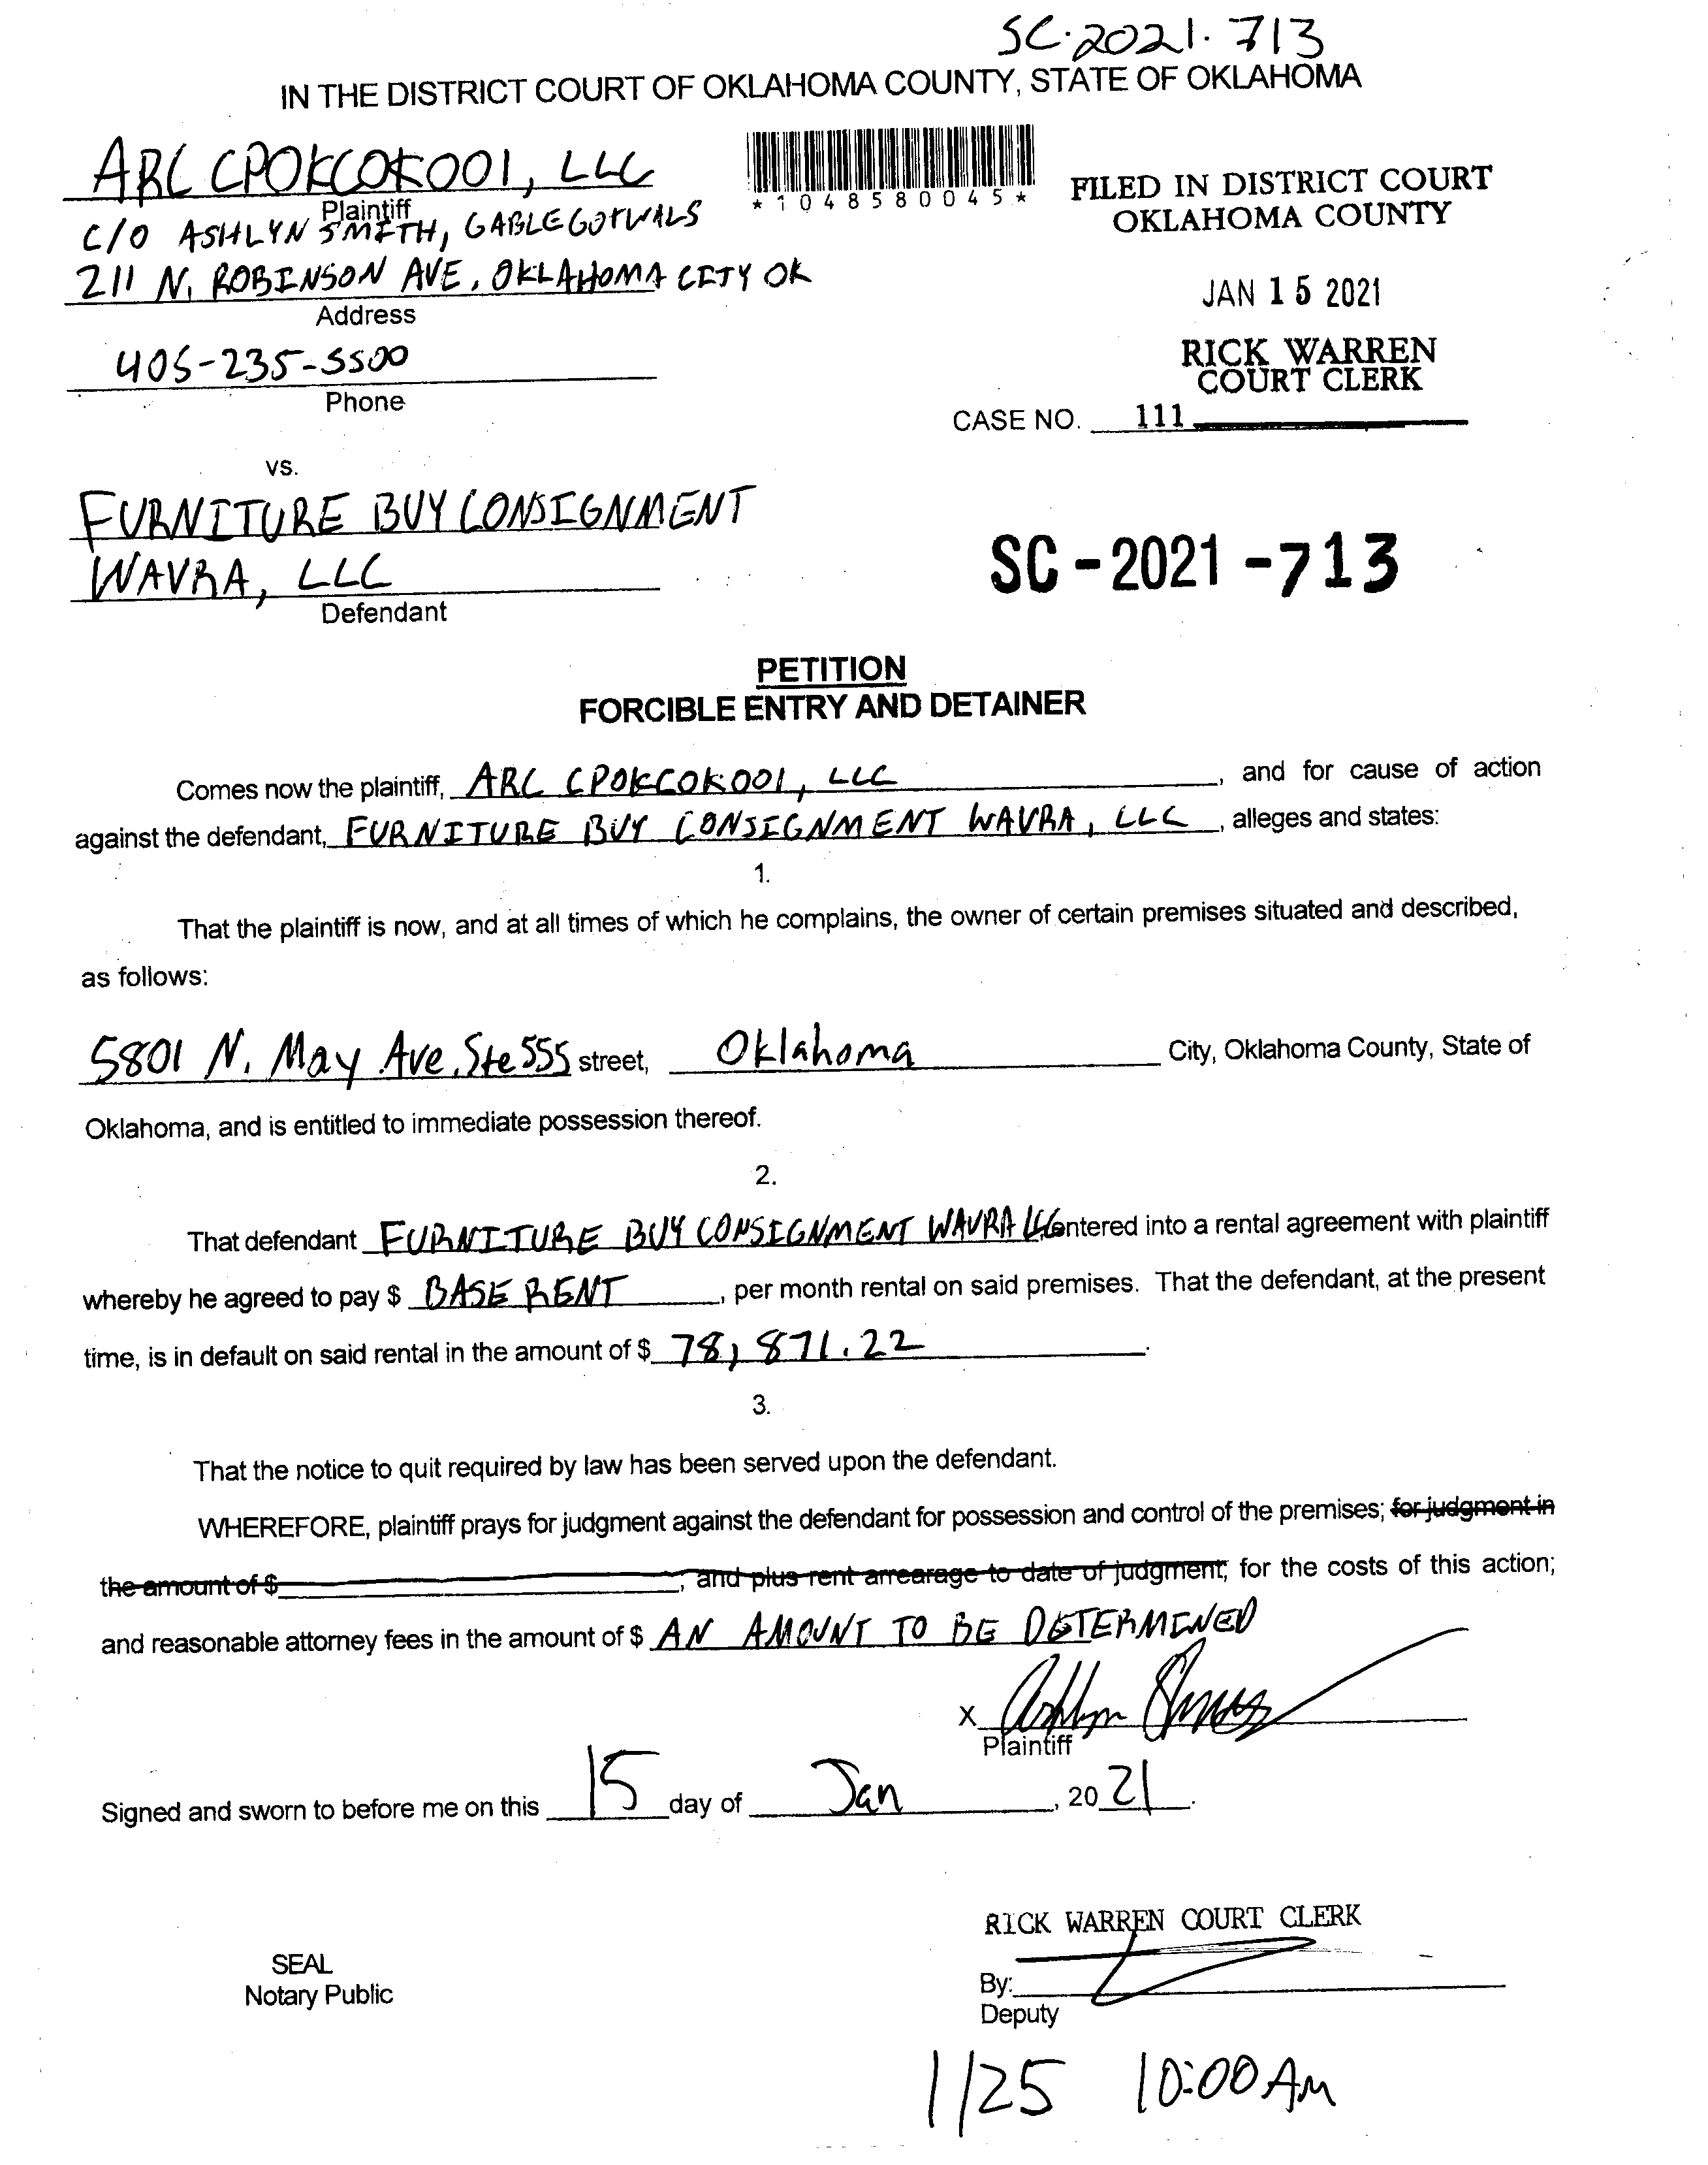 SC-2021-713
IN THE DISTRICT COURT OF OKLAHOMA COUNTY, STATE OF OKLAHOMA
ARC CPOKCOK001, LLC
Plaintiff
C/O ASHLYN SMITH, GABLEGOTWALS
211 N. ROBINSON AVE, OKLAHOMA CITY OK
Address
405-235-5500
Phone
*1048580045*
FILED IN DISTRICT COURT
OKLAHOMA COUNTY
JAN 15 2021
RICK WARREN
COURT CLERK
CASE NO. 111
vs.
FURNITURE BUY CONSIGNMENT
WAVRA, LLC
Defendant
SC-2021-713
PETITION
FORCIBLE ENTRY AND DETAINER
Comes now the plaintiff, ARC CPOKCOK001, LLC, and for cause of action
against the defendant, FURNITURE BUY CONSIGNMENT WAVRA, LLC, alleges and states:
1.
That the plaintiff is now, and at all times of which he complains, the owner of certain premises situated and described,
as follows:
5801 N. May Ave, Ste 555 street, Oklahoma City, Oklahoma County, State of
Oklahoma, and is entitled to immediate possession thereof.
2.
That defendant FURNITURE BUY CONSIGNMENT WAVRA LLC entered into a rental agreement with plaintiff
whereby he agreed to pay $ BASE RENT, per month rental on said premises. That the defendant, at the present
time, is in default on said rental in the amount of $ 78,871.22.
3.
That the notice to quit required by law has been served upon the defendant.
WHEREFORE, plaintiff prays for judgment against the defendant for possession and control of the premises; for judgment in
the amount of $, and plus rent arrearage to date of judgment; for the costs of this action;
and reasonable attorney fees in the amount of $ AN AMOUNT TO BE DETERMINED
X
Plaintiff
Signed and sworn to before me on this 15 day of Jan, 20 21.
SEAL
Notary Public
RICK WARREN COURT CLERK
By:
Deputy
1/25 10:00 AM